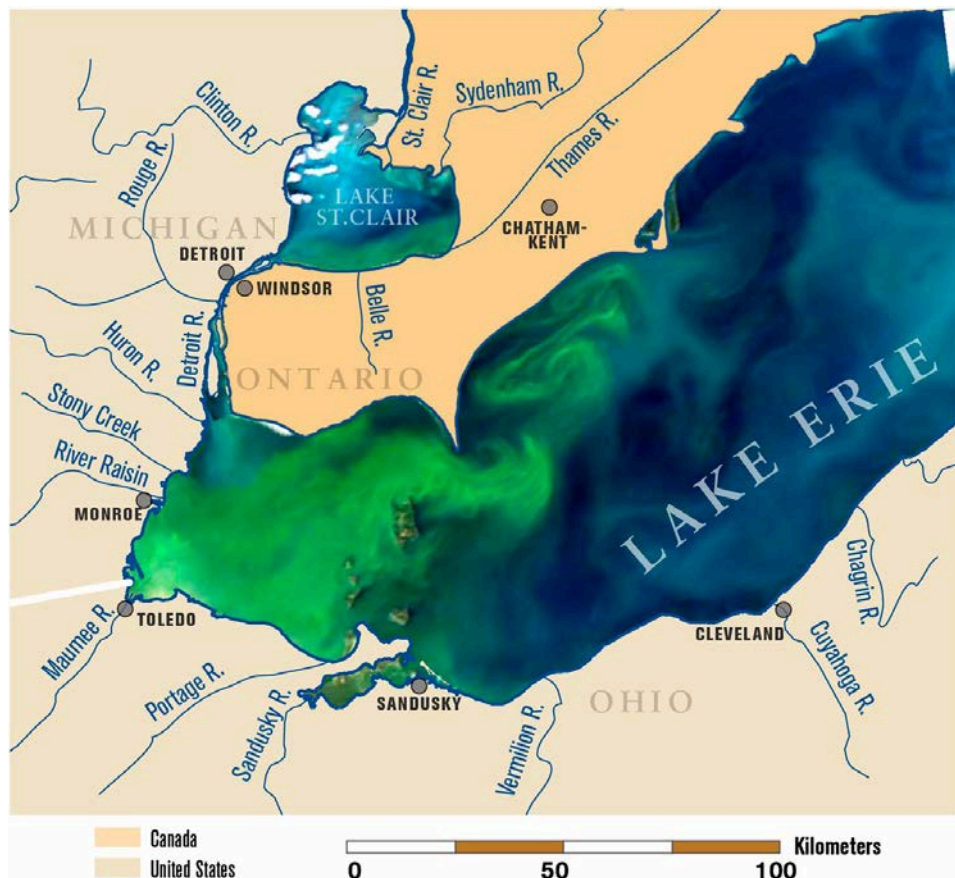 Clinton R.
St. Clair R.
Sydenham R.
Thames R.
Rouge R.
LAKE
ST.CLAIR
MICHIGAN
CHATHAM-
KENT
DETROIT
WINDSOR
Belle R.
Detroit R.
Huron R.
ONTARIO
Stony Creek
River Raisin
MONROE
LAKE ERIE
Chagrin R.
TOLEDO
Maumee R.
CLEVELAND
Cuyahoga R.
Portage R.
Sandusky R.
SANDUSKY
Vermilion R.
OHIO
Canada
United States
Kilometers
0 50 100